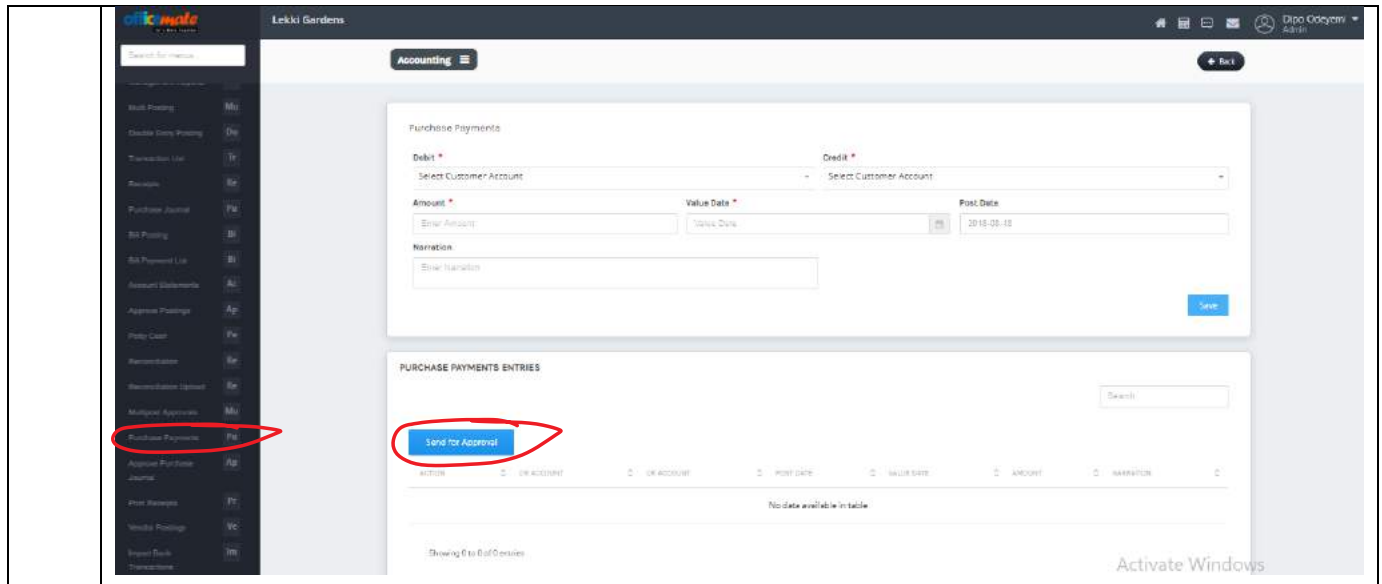 officemate
Lekki Gardens
Dipo Odeyemi
Admin
Search for menus
Accounting
Back
Multi Posting Mu
Double Entry Posting Do
Transaction List Tr
Receipts Re
Purchase Journal Pu
Bill Posting Bi
Bill Payment List Bi
Account Statements Ac
Approve Postings Ap
Petty Cash Pe
Reconciliation Re
Reconciliation Upload Re
Multipost Approvals Mu
Purchase Payments Pu
Approve Purchase Ap
Journal
Print Receipts Pr
Vendor Postings Ve
Import Bank Im
Transactions
Purchase Payments
Debit * Credit *
Select Customer Account Select Customer Account
Amount * Value Date * Post Date
Enter Amount Value Date
Narration
Enter Narration
Save
PURCHASE PAYMENTS ENTRIES
Search
Send for Approval
ACTION DR ACCOUNT CR ACCOUNT POST DATE VALUE DATE AMOUNT NARRATION
No data available in table
Showing 0 to 0 of 0 entries
Activate Windows